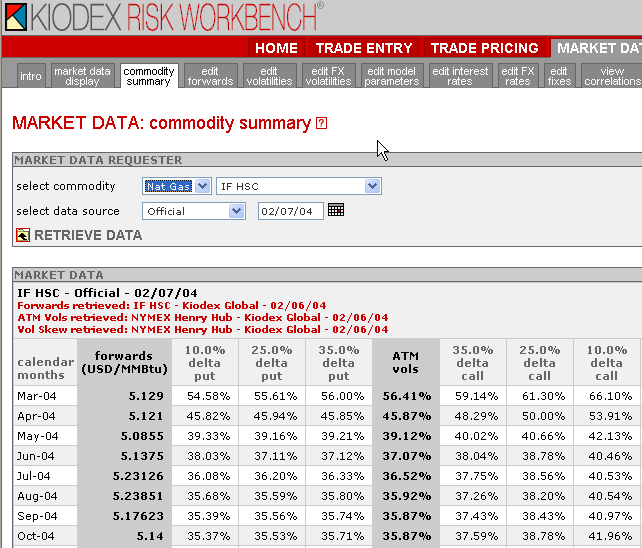 KIODEX RISK WORKBENCH®
HOME TRADE ENTRY TRADE PRICING MARKET DA
intro market data display commodity summary edit forwards edit volatilities edit FX volatilities edit model parameters edit interest rates edit FX rates edit fixes view correlations
MARKET DATA: commodity summary ?
MARKET DATA REQUESTER
select commodity Nat Gas IF HSC
select data source Official 02/07/04
RETRIEVE DATA
MARKET DATA
IF HSC - Official - 02/07/04
Forwards retrieved: IF HSC - Kiodex Global - 02/06/04
ATM Vols retrieved: NYMEX Henry Hub - Kiodex Global - 02/06/04
Vol Skew retrieved: NYMEX Henry Hub - Kiodex Global - 02/06/04
calendar months forwards (USD/MMBtu) 10.0% delta put 25.0% delta put 35.0% delta put ATM vols 35.0% delta call 25.0% delta call 10.0% delta call
Mar-04 5.129 54.58% 55.61% 56.00% 56.41% 59.14% 61.30% 66.10%
Apr-04 5.121 45.82% 45.94% 45.85% 45.87% 48.29% 50.00% 53.91%
May-04 5.0855 39.33% 39.16% 39.21% 39.12% 40.02% 40.66% 42.13%
Jun-04 5.1375 38.03% 37.11% 37.12% 37.07% 38.04% 38.78% 40.46%
Jul-04 5.23126 36.08% 36.20% 36.33% 36.52% 37.75% 38.56% 40.53%
Aug-04 5.23851 35.68% 35.59% 35.80% 35.92% 37.26% 38.20% 40.54%
Sep-04 5.17623 35.39% 35.56% 35.74% 35.87% 37.43% 38.43% 40.97%
Oct-04 5.14 35.37% 35.53% 35.71% 35.87% 37.59% 38.78% 41.96%